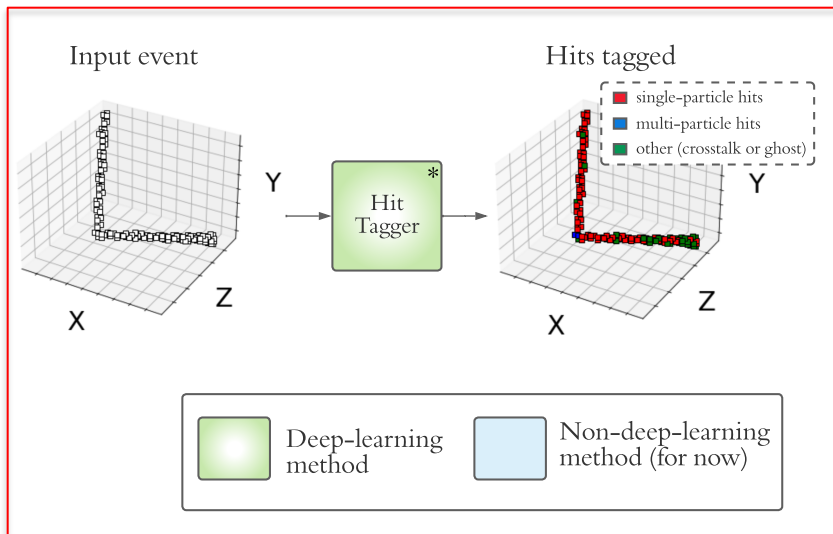 Input event
Hits tagged
single-particle hits
multi-particle hits
other (crosstalk or ghost)
Y
Z
X
*
Hit
Tagger
Y
Z
X
Deep-learning
method
Non-deep-learning
method (for now)